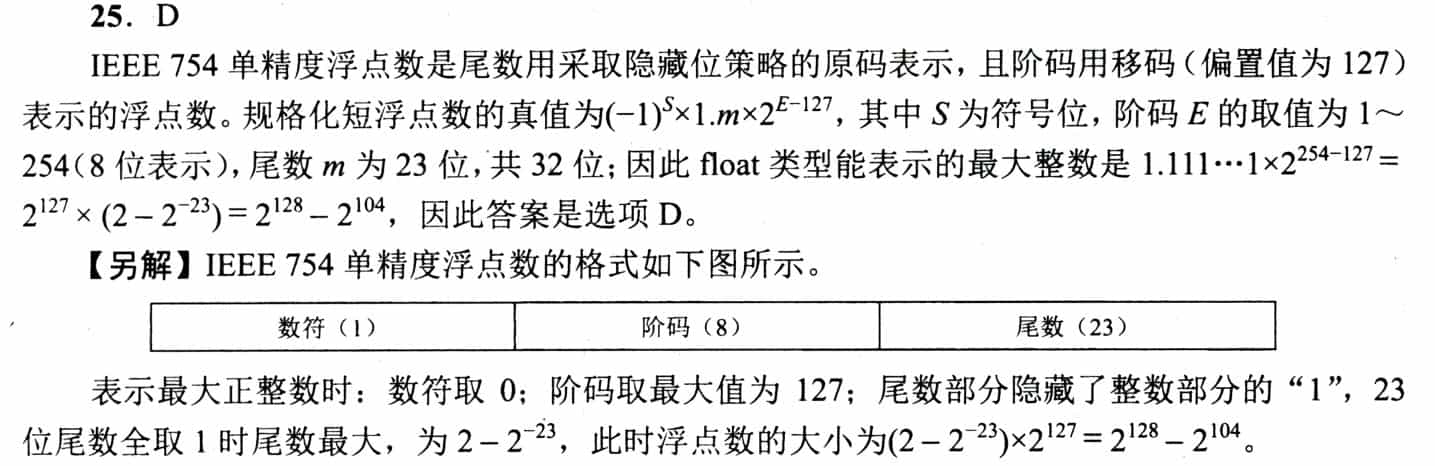 25. D
IEEE 754 单精度浮点数是尾数用采取隐藏位策略的原码表示，且阶码用移码（偏置值为 127）
表示的浮点数。规格化短浮点数的真值为(−1)^S×1.m×2^{E−127}，其中 S 为符号位，阶码 E 的取值为 1～
254（8 位表示），尾数 m 为 23 位，共 32 位；因此 float 类型能表示的最大整数是 1.111⋯1×2^{254−127} =
2^{127} × (2 − 2^{−23}) = 2^{128} − 2^{104}，因此答案是选项 D。
【另解】IEEE 754 单精度浮点数的格式如下图所示。
数符（1） 阶码（8） 尾数（23）
表示最大正整数时：数符取 0；阶码取最大值为 127；尾数部分隐藏了整数部分的“1”，23
位尾数全取 1 时尾数最大，为 2 − 2^{−23}，此时浮点数的大小为(2 − 2^{−23})×2^{127} = 2^{128} − 2^{104}。